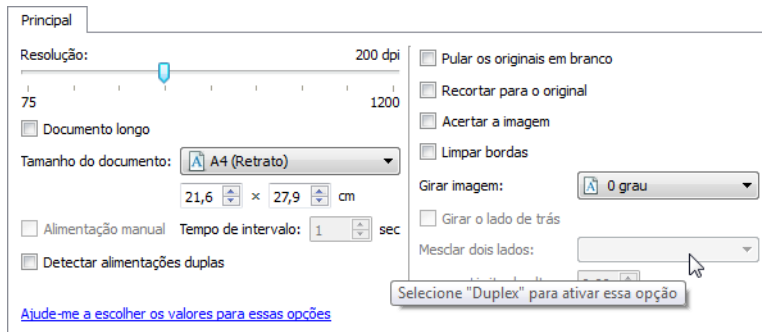 Principal
Resolução: 200 dpi
75 1200
Documento longo
Tamanho do documento: A4 (Retrato)
21,6 × 27,9 cm
Alimentação manual Tempo de intervalo: 1 sec
Detectar alimentações duplas
Ajude-me a escolher os valores para essas opções
Pular os originais em branco
Recortar para o original
Acertar a imagem
Limpar bordas
Girar imagem: 0 grau
Girar o lado de trás
Mesclar dois lados:
Selecione "Duplex" para ativar essa opção